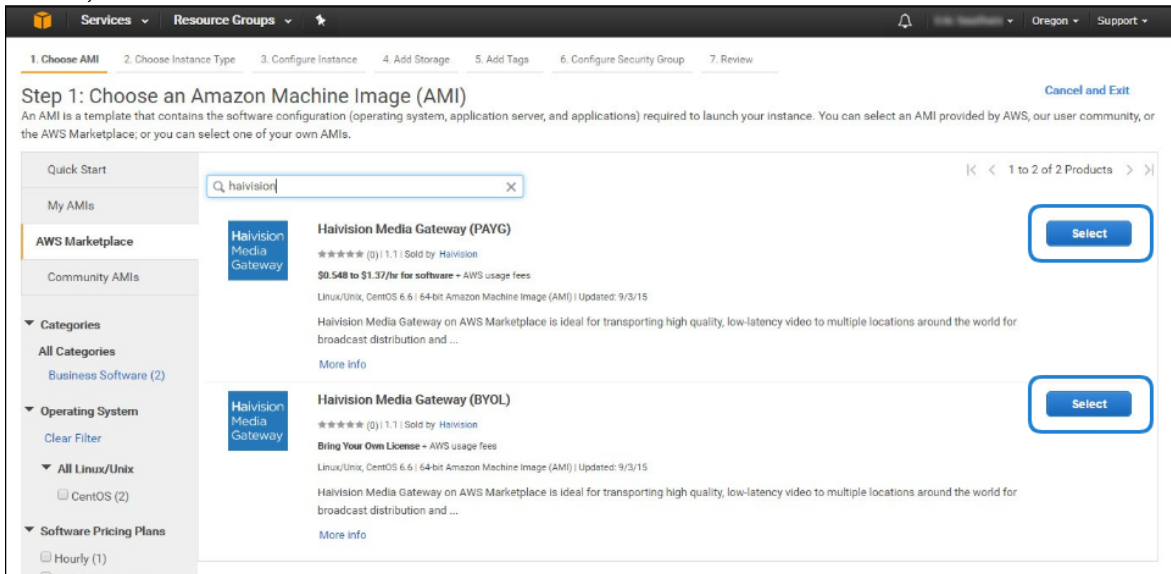 Services
Resource Groups
Oregon
Support
1. Choose AMI
2. Choose Instance Type
3. Configure Instance
4. Add Storage
5. Add Tags
6. Configure Security Group
7. Review
Step 1: Choose an Amazon Machine Image (AMI)
Cancel and Exit
An AMI is a template that contains the software configuration (operating system, application server, and applications) required to launch your instance. You can select an AMI provided by AWS, our user community, or
the AWS Marketplace; or you can select one of your own AMIs.
Quick Start
My AMIs
AWS Marketplace
Community AMIs
Categories
All Categories
Business Software (2)
Operating System
Clear Filter
All Linux/Unix
CentOS (2)
Software Pricing Plans
Hourly (1)
haivision
|< < 1 to 2 of 2 Products > >|
Haivision
Media
Gateway
Haivision Media Gateway (PAYG)
(0) | 1.1 | Sold by Haivision
$0.548 to $1.37/hr for software + AWS usage fees
Linux/Unix, CentOS 6.6 | 64-bit Amazon Machine Image (AMI) | Updated: 9/3/15
Haivision Media Gateway on AWS Marketplace is ideal for transporting high quality, low-latency video to multiple locations around the world for
broadcast distribution and ...
More info
Select
Haivision
Media
Gateway
Haivision Media Gateway (BYOL)
(0) | 1.1 | Sold by Haivision
Bring Your Own License + AWS usage fees
Linux/Unix, CentOS 6.6 | 64-bit Amazon Machine Image (AMI) | Updated: 9/3/15
Haivision Media Gateway on AWS Marketplace is ideal for transporting high quality, low-latency video to multiple locations around the world for
broadcast distribution and ...
More info
Select